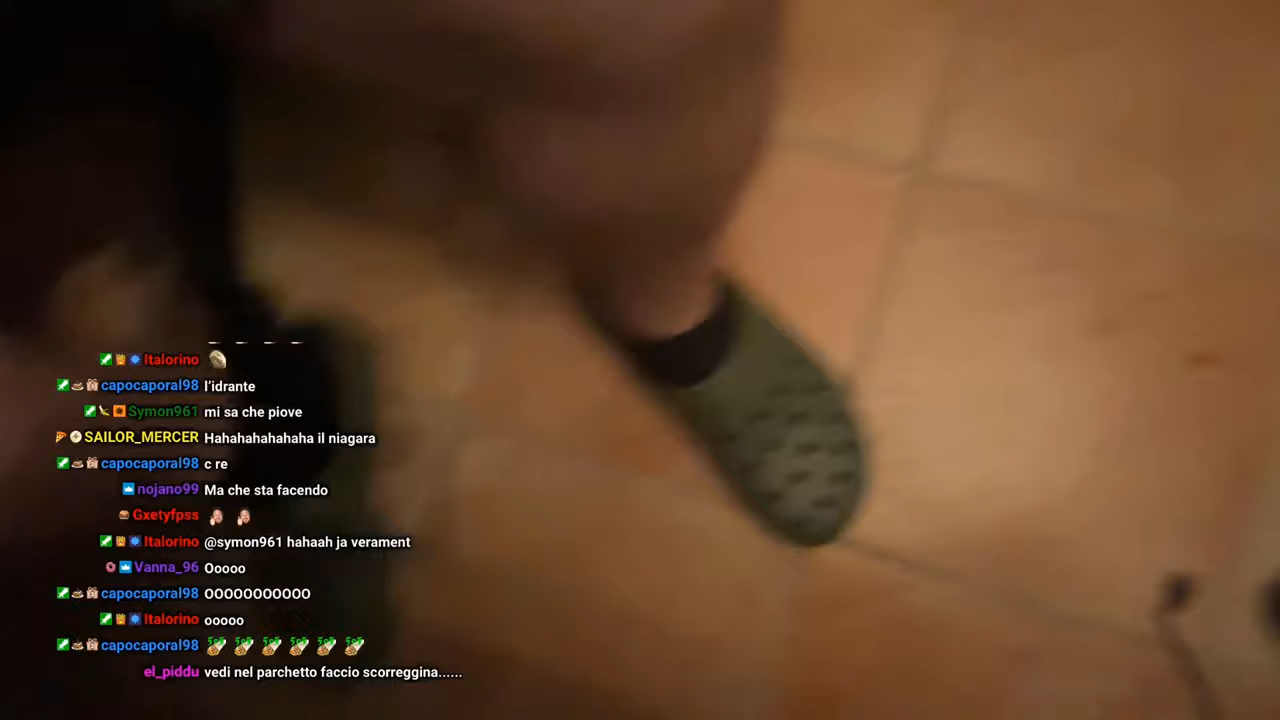 Italorino
capocaporal98 l'idrante
Symon961 mi sa che piove
SAILOR_MERCER Hahahahahahaha il niagara
capocaporal98 c re
nojano99 Ma che sta facendo
Gxetyfpss
Italorino @symon961 hahaah ja verament
Vanna_96 Ooooo
capocaporal98 OOOOOOOOOOO
Italorino ooooo
capocaporal98
el_piddu vedi nel parchetto faccio scorreggina......